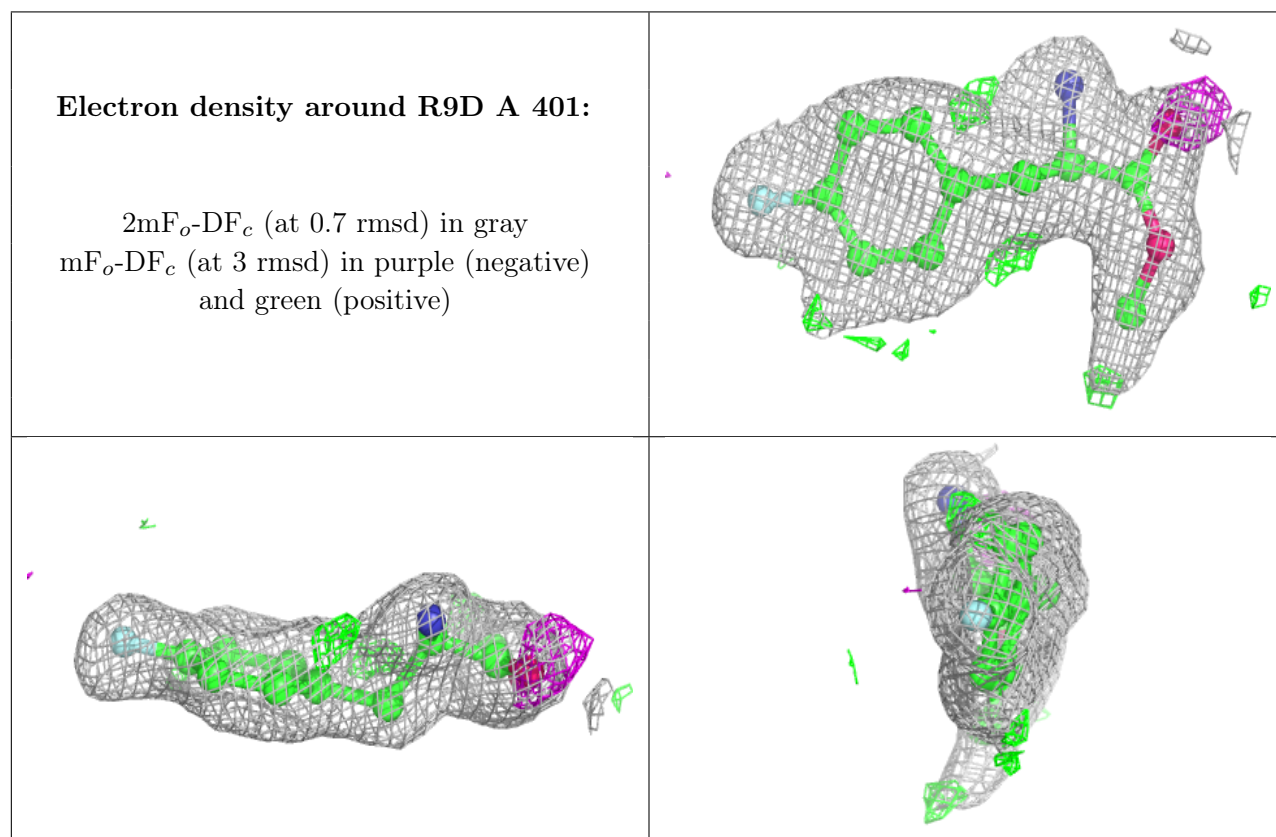 Electron density around R9D A 401:
2mFo-DFc (at 0.7 rmsd) in gray
mFo-DFc (at 3 rmsd) in purple (negative)
and green (positive)